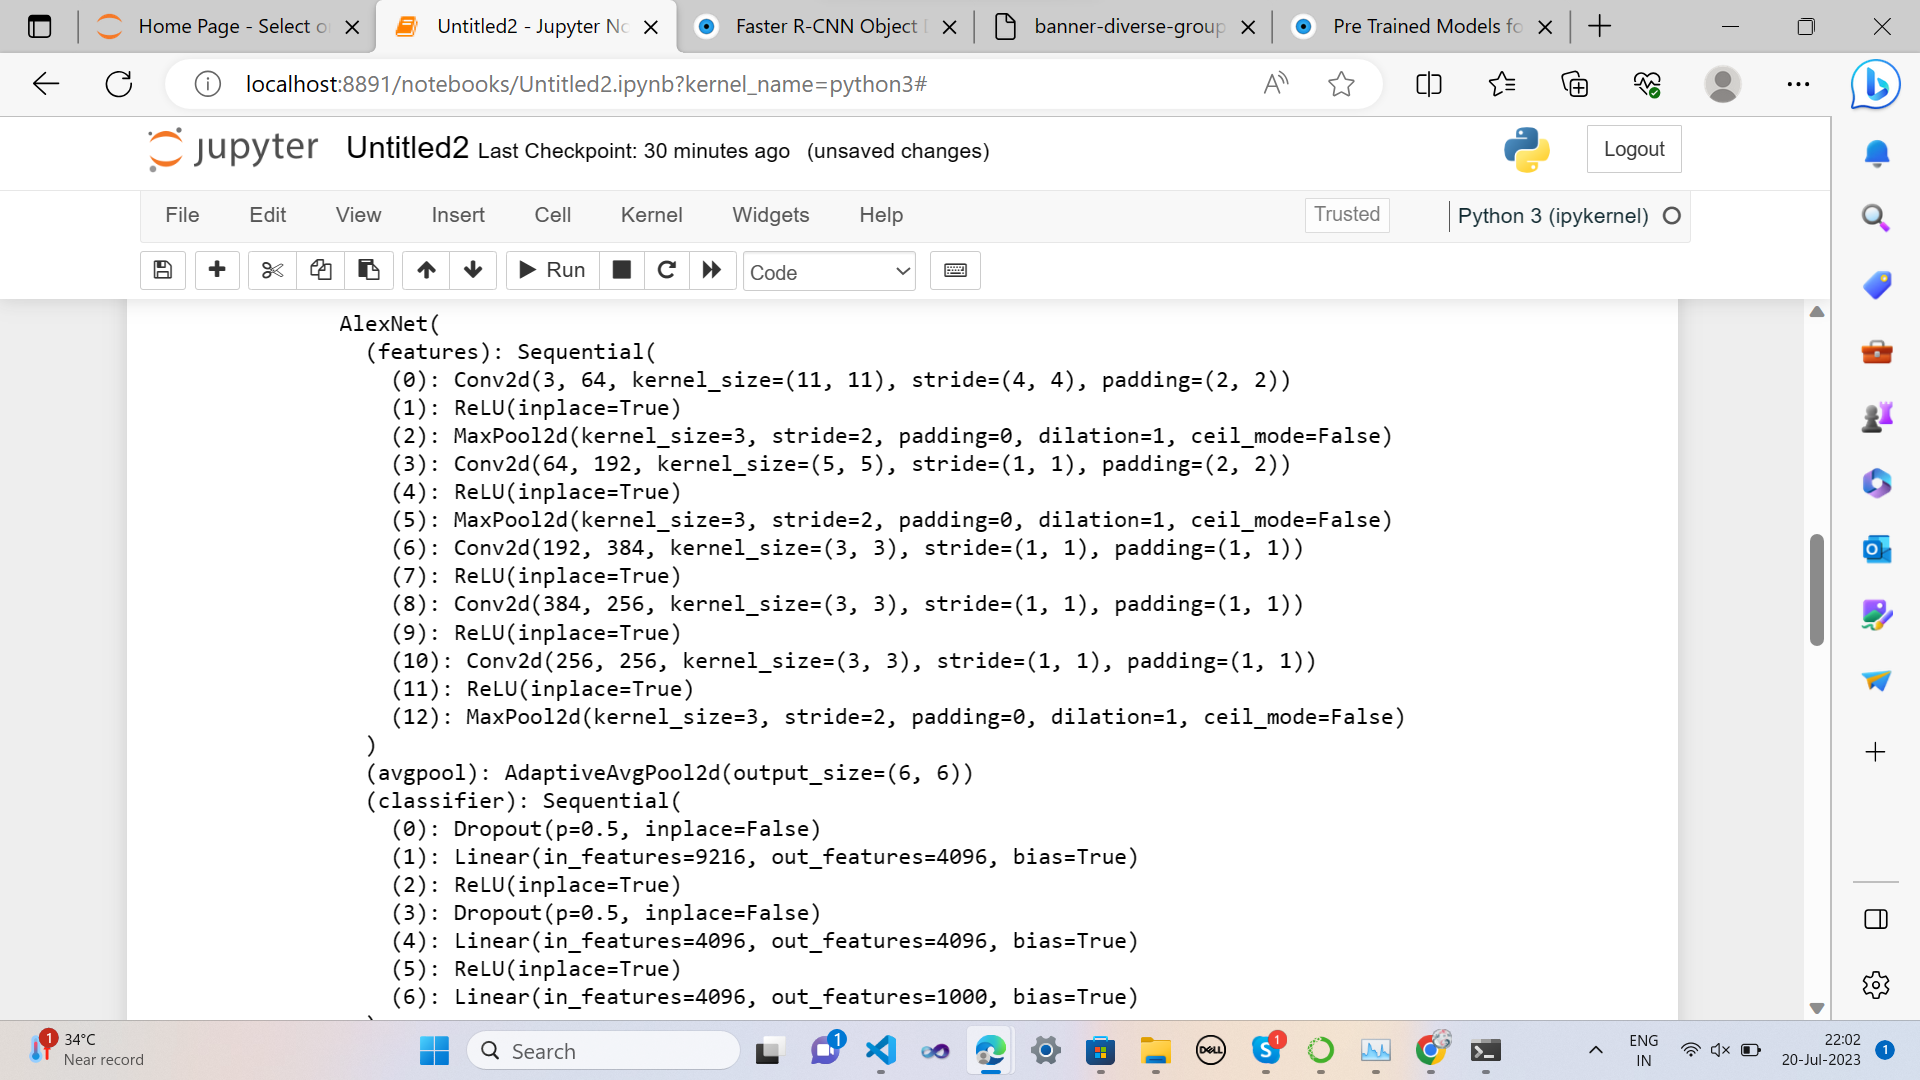 Home Page - Select o
Untitled2 - Jupyter No
Faster R-CNN Object D
banner-diverse-group
Pre Trained Models fo
localhost:8891/notebooks/Untitled2.ipynb?kernel_name=python3#
jupyter Untitled2 Last Checkpoint: 30 minutes ago (unsaved changes)
Logout
File Edit View Insert Cell Kernel Widgets Help
Trusted
Python 3 (ipykernel)
Run
Code
AlexNet(
(features): Sequential(
(0): Conv2d(3, 64, kernel_size=(11, 11), stride=(4, 4), padding=(2, 2))
(1): ReLU(inplace=True)
(2): MaxPool2d(kernel_size=3, stride=2, padding=0, dilation=1, ceil_mode=False)
(3): Conv2d(64, 192, kernel_size=(5, 5), stride=(1, 1), padding=(2, 2))
(4): ReLU(inplace=True)
(5): MaxPool2d(kernel_size=3, stride=2, padding=0, dilation=1, ceil_mode=False)
(6): Conv2d(192, 384, kernel_size=(3, 3), stride=(1, 1), padding=(1, 1))
(7): ReLU(inplace=True)
(8): Conv2d(384, 256, kernel_size=(3, 3), stride=(1, 1), padding=(1, 1))
(9): ReLU(inplace=True)
(10): Conv2d(256, 256, kernel_size=(3, 3), stride=(1, 1), padding=(1, 1))
(11): ReLU(inplace=True)
(12): MaxPool2d(kernel_size=3, stride=2, padding=0, dilation=1, ceil_mode=False)
)
(avgpool): AdaptiveAvgPool2d(output_size=(6, 6))
(classifier): Sequential(
(0): Dropout(p=0.5, inplace=False)
(1): Linear(in_features=9216, out_features=4096, bias=True)
(2): ReLU(inplace=True)
(3): Dropout(p=0.5, inplace=False)
(4): Linear(in_features=4096, out_features=4096, bias=True)
(5): ReLU(inplace=True)
(6): Linear(in_features=4096, out_features=1000, bias=True)
1
34°C
Near record
Search
1
DELL
1
ENG
IN
22:02
20-Jul-2023
1